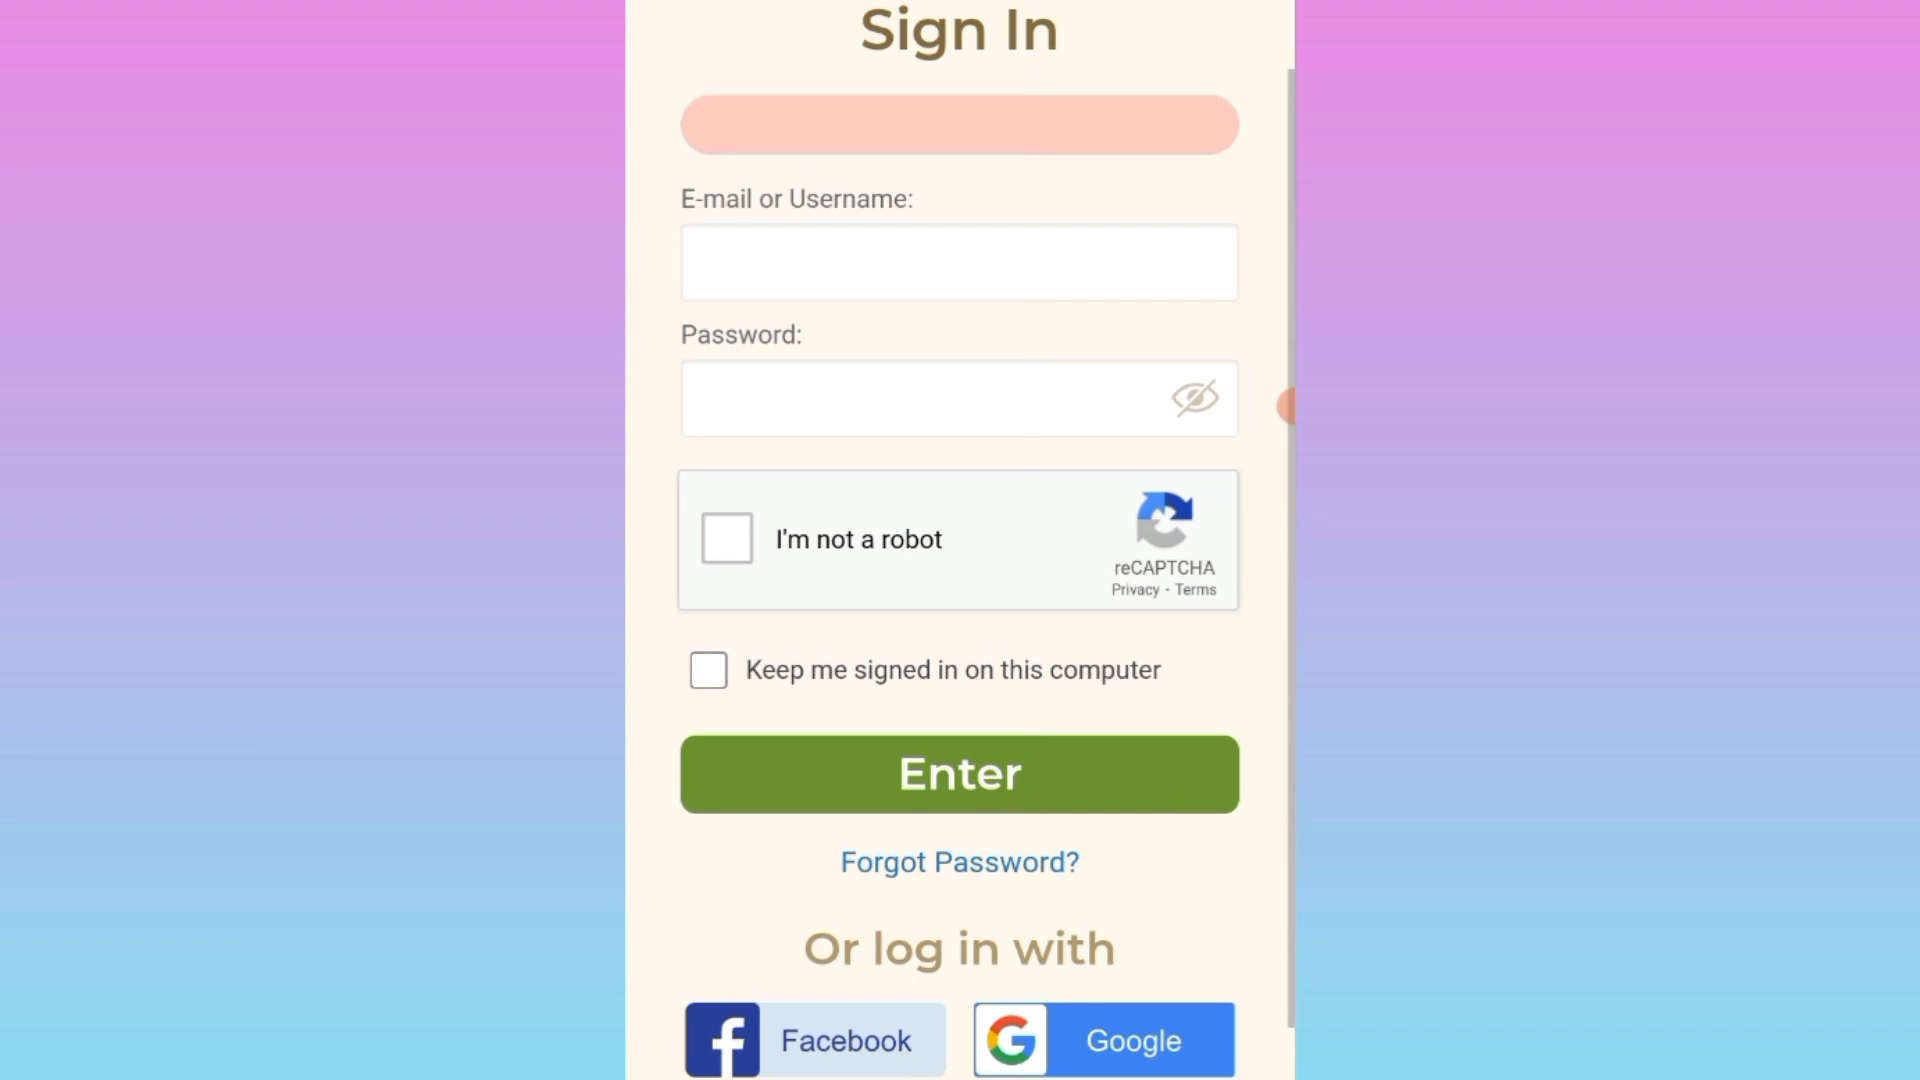 Sign In
E-mail or Username:
Password:
I'm not a robot
reCAPTCHA
Privacy - Terms
Keep me signed in on this computer
Enter
Forgot Password?
Or log in with
Facebook
Google